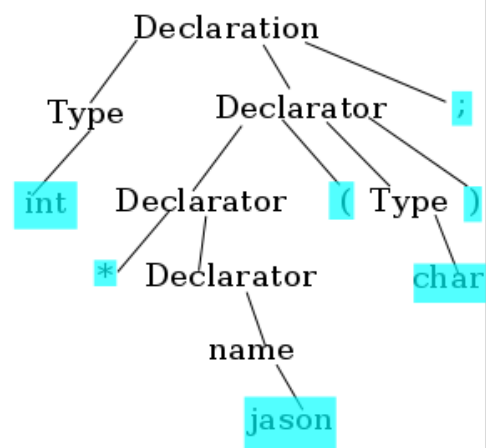 Declaration
Type Declarator ;
int Declarator ( Type )
* Declarator char
name
jason